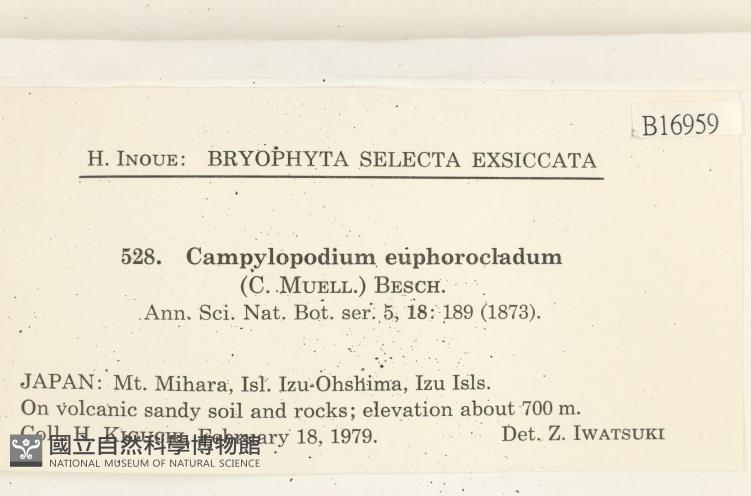 B16959
H. INOUE: BRYOPHYTA SELECTA EXSICCATA
528. Campylopodium euphorocladum
(C. MUELL.) BESCH.
Ann. Sci. Nat. Bot. ser. 5, 18: 189 (1873).
JAPAN: Mt. Mihara, Isl. Izu-Ohshima, Izu Isls.
On volcanic sandy soil and rocks; elevation about 700 m.
Coll. H. KIGUCHI, February 18, 1979. Det. Z. IWATSUKI
國立自然科學博物館
NATIONAL MUSEUM OF NATURAL SCIENCE